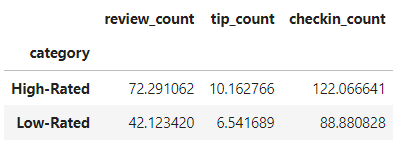 review_count tip_count checkin_count
category
High-Rated 72.291062 10.162766 122.066641
Low-Rated 42.123420 6.541689 88.880828